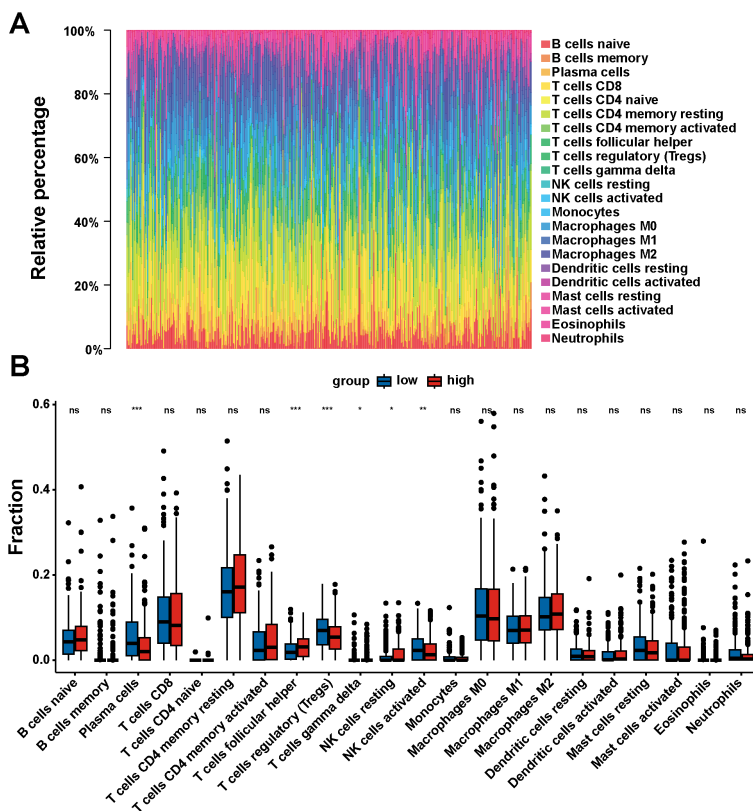 A
100%
80%
60%
40%
20%
0%
Relative percentage
B cells naive
B cells memory
Plasma cells
T cells CD8
T cells CD4 naive
T cells CD4 memory resting
T cells CD4 memory activated
T cells follicular helper
T cells regulatory (Tregs)
T cells gamma delta
NK cells resting
NK cells activated
Monocytes
Macrophages M0
Macrophages M1
Macrophages M2
Dendritic cells resting
Dendritic cells activated
Mast cells resting
Mast cells activated
Eosinophils
Neutrophils
B
group low high
ns ns *** ns ns ns ns *** *** * * ** ns ns ns ns ns ns ns ns ns ns
0.6
0.4
0.2
0.0
Fraction
B cells naive
B cells memory
Plasma cells
T cells CD8
T cells CD4 naive
T cells CD4 memory resting
T cells CD4 memory activated
T cells follicular helper
T cells regulatory (Tregs)
T cells gamma delta
NK cells resting
NK cells activated
Monocytes
Macrophages M0
Macrophages M1
Macrophages M2
Dendritic cells resting
Dendritic cells activated
Mast cells resting
Mast cells activated
Eosinophils
Neutrophils